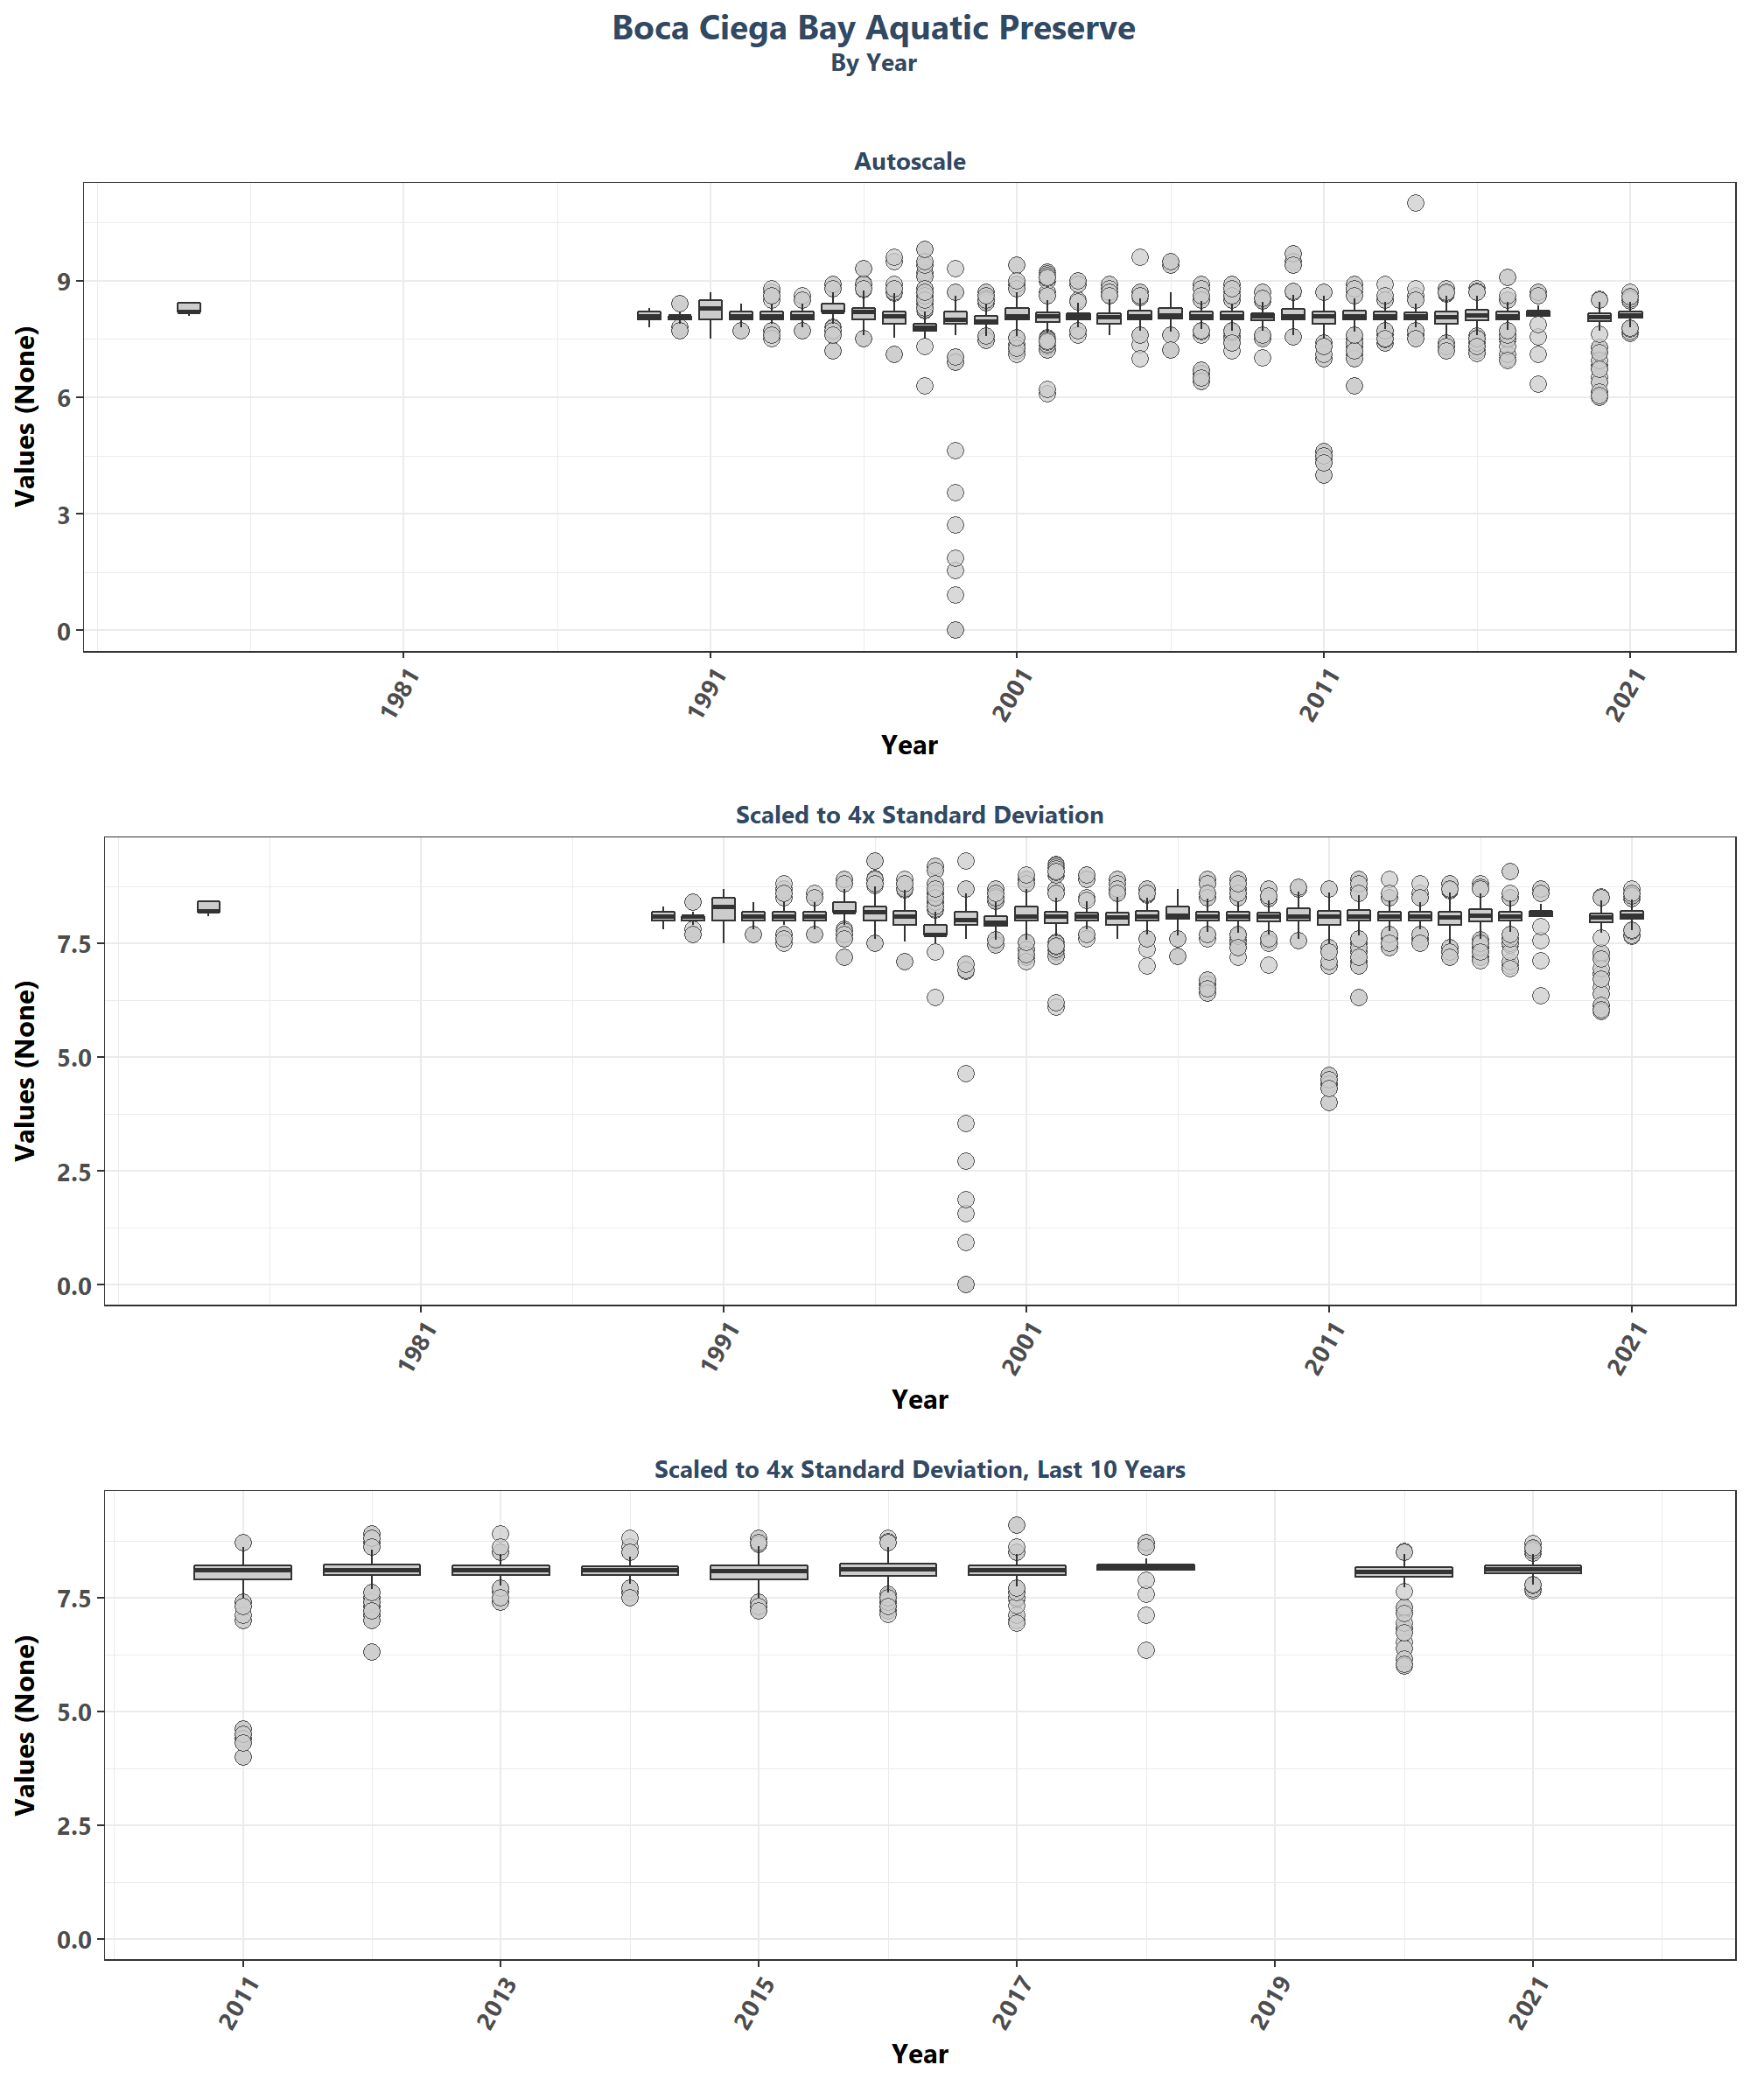 Boca Ciega Bay Aquatic Preserve
By Year
Autoscale
Values (None)
9
6
3
0
1981
1991
2001
2011
2021
Year
Scaled to 4x Standard Deviation
Values (None)
7.5
5.0
2.5
0.0
1981
1991
2001
2011
2021
Year
Scaled to 4x Standard Deviation, Last 10 Years
Values (None)
7.5
5.0
2.5
0.0
2011
2013
2015
2017
2019
2021
Year